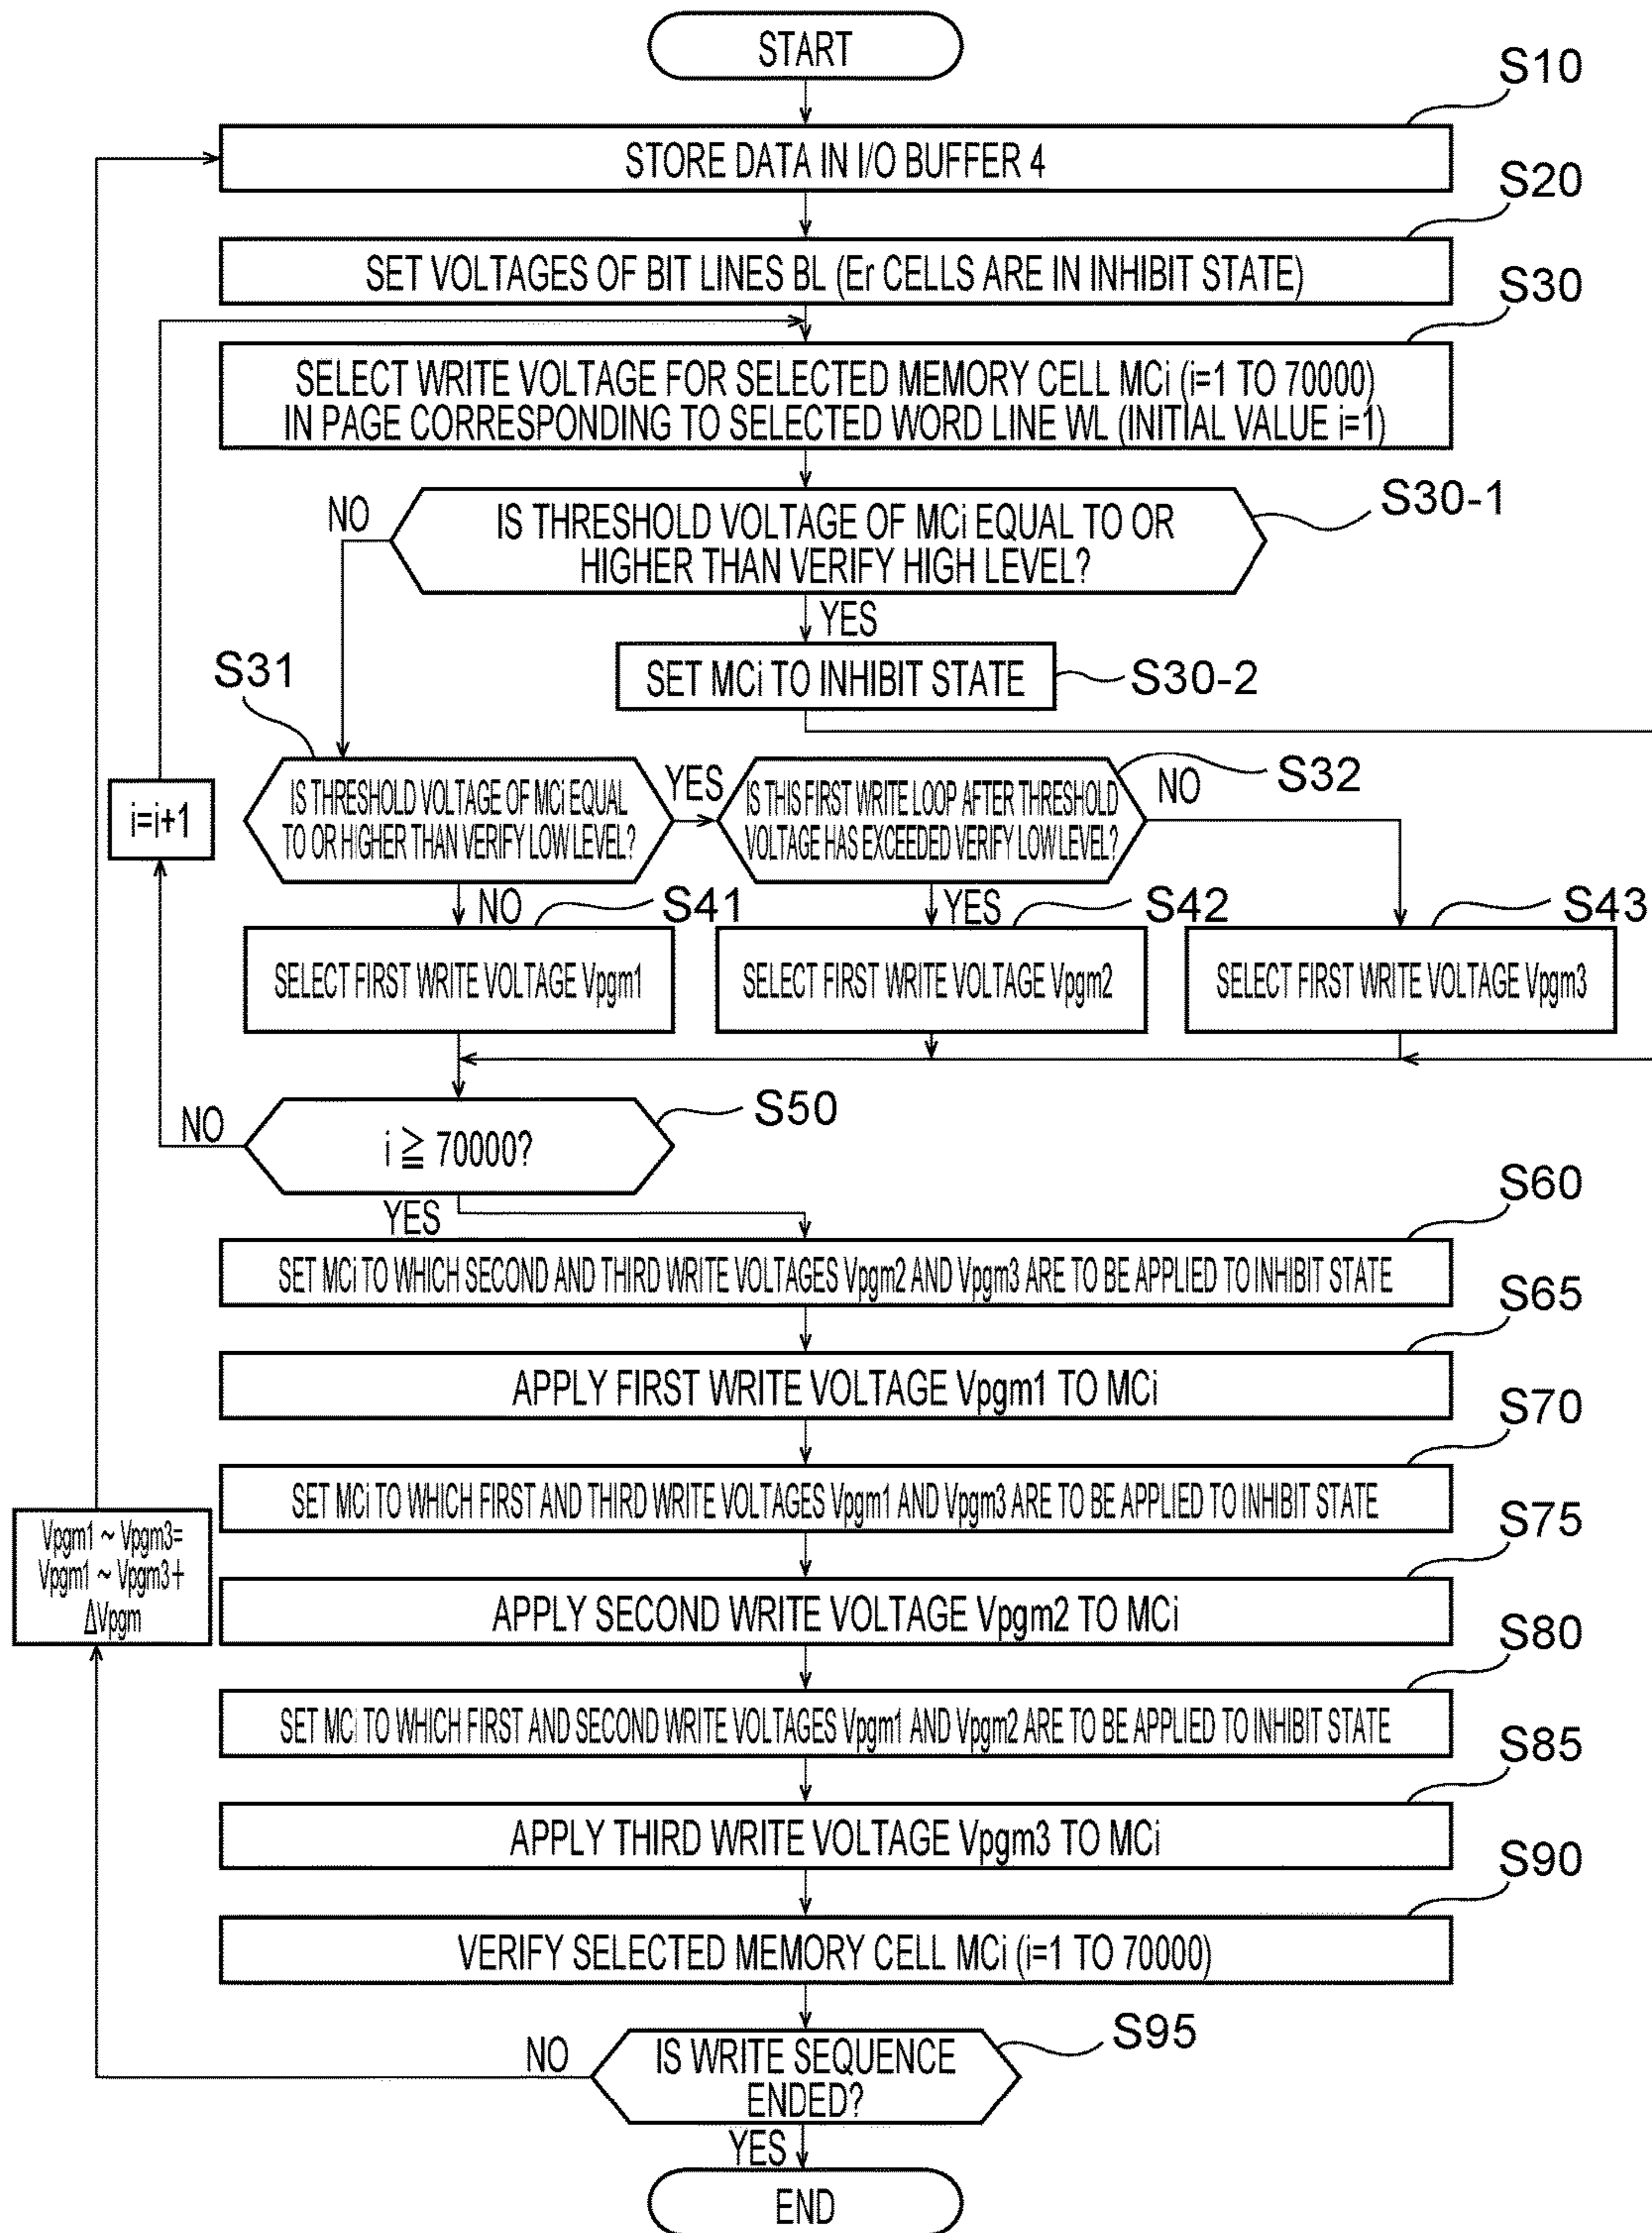 START
S10
STORE DATA IN I/O BUFFER 4
S20
SET VOLTAGES OF BIT LINES BL (Er CELLS ARE IN INHIBIT STATE)
S30
SELECT WRITE VOLTAGE FOR SELECTED MEMORY CELL MCi (i=1 TO 70000)
IN PAGE CORRESPONDING TO SELECTED WORD LINE WL (INITIAL VALUE i=1)
S30-1
NO
IS THRESHOLD VOLTAGE OF MCi EQUAL TO OR
HIGHER THAN VERIFY HIGH LEVEL?
YES
S31
SET MCi TO INHIBIT STATE
S30-2
i=i+1
IS THRESHOLD VOLTAGE OF MCi EQUAL
TO OR HIGHER THAN VERIFY LOW LEVEL?
YES
IS THIS FIRST WRITE LOOP AFTER THRESHOLD
VOLTAGE HAS EXCEEDED VERIFY LOW LEVEL?
NO
S32
NO
S41
YES
S42
S43
SELECT FIRST WRITE VOLTAGE Vpgm1
SELECT FIRST WRITE VOLTAGE Vpgm2
SELECT FIRST WRITE VOLTAGE Vpgm3
NO
i ≧ 70000?
S50
YES
S60
SET MCi TO WHICH SECOND AND THIRD WRITE VOLTAGES Vpgm2 AND Vpgm3 ARE TO BE APPLIED TO INHIBIT STATE
S65
APPLY FIRST WRITE VOLTAGE Vpgm1 TO MCi
S70
SET MCi TO WHICH FIRST AND THIRD WRITE VOLTAGES Vpgm1 AND Vpgm3 ARE TO BE APPLIED TO INHIBIT STATE
S75
Vpgm1 ~ Vpgm3=
Vpgm1 ~ Vpgm3+
ΔVpgm
APPLY SECOND WRITE VOLTAGE Vpgm2 TO MCi
S80
SET MCi TO WHICH FIRST AND SECOND WRITE VOLTAGES Vpgm1 AND Vpgm2 ARE TO BE APPLIED TO INHIBIT STATE
S85
APPLY THIRD WRITE VOLTAGE Vpgm3 TO MCi
S90
VERIFY SELECTED MEMORY CELL MCi (i=1 TO 70000)
S95
NO
IS WRITE SEQUENCE
ENDED?
YES
END